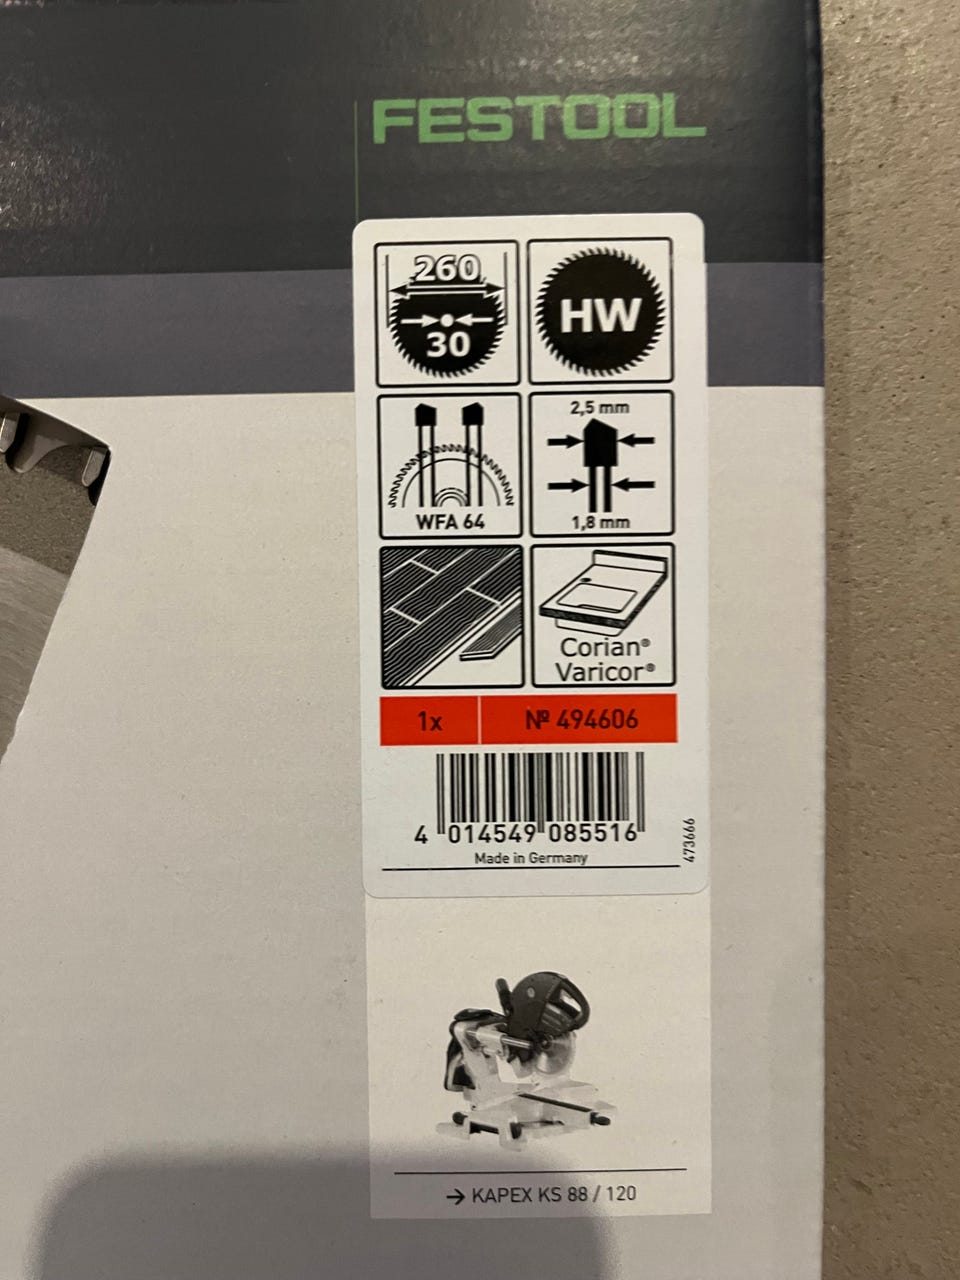 FESTOOL
260
30
HW
WFA 64
2,5 mm
1,8 mm
Corian®
Varicor®
1x
№ 494606
4 014549 085516
Made in Germany
473666
→ KAPEX KS 88 / 120